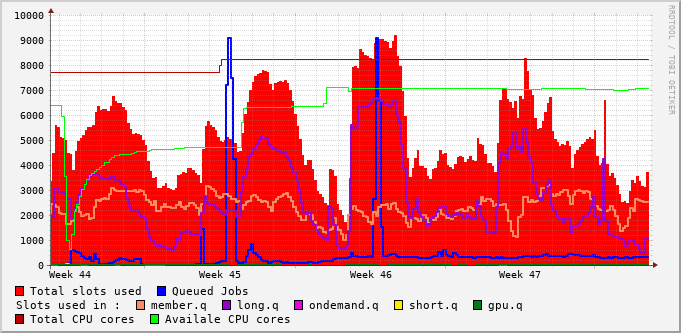 10000
9000
8000
7000
6000
5000
4000
3000
2000
1000
0
Week 44 Week 45 Week 46 Week 47
RRDTOOL / TOBI OETIKER
Total slots used Queued Jobs
Slots used in : member.q long.q ondemand.q short.q gpu.q
Total CPU cores Availale CPU cores